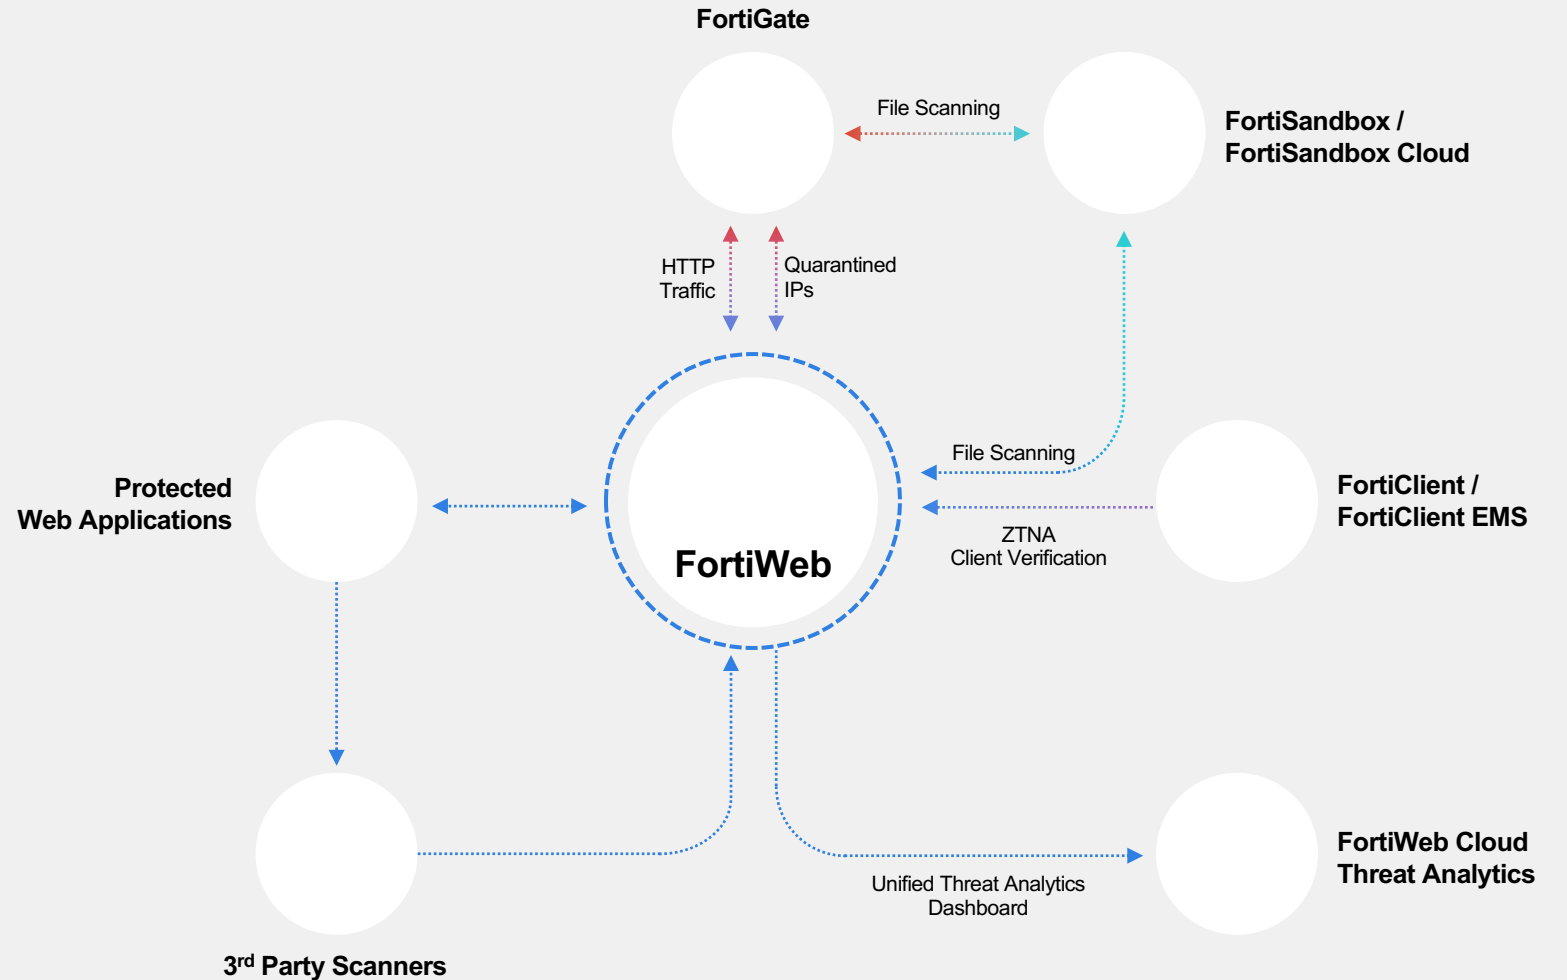 FortiGate
File Scanning
FortiSandbox /
FortiSandbox Cloud
HTTP
Traffic
Quarantined
IPs
Protected
Web Applications
FortiWeb
File Scanning
ZTNA
Client Verification
FortiClient /
FortiClient EMS
Unified Threat Analytics
Dashboard
FortiWeb Cloud
Threat Analytics
3rd Party Scanners